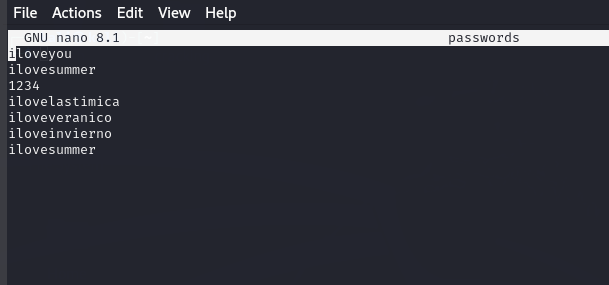 File Actions Edit View Help
GNU nano 8.1 passwords
iloveyou
ilovesummer
1234
ilovelastimica
iloveveranico
iloveinvierno
ilovesummer